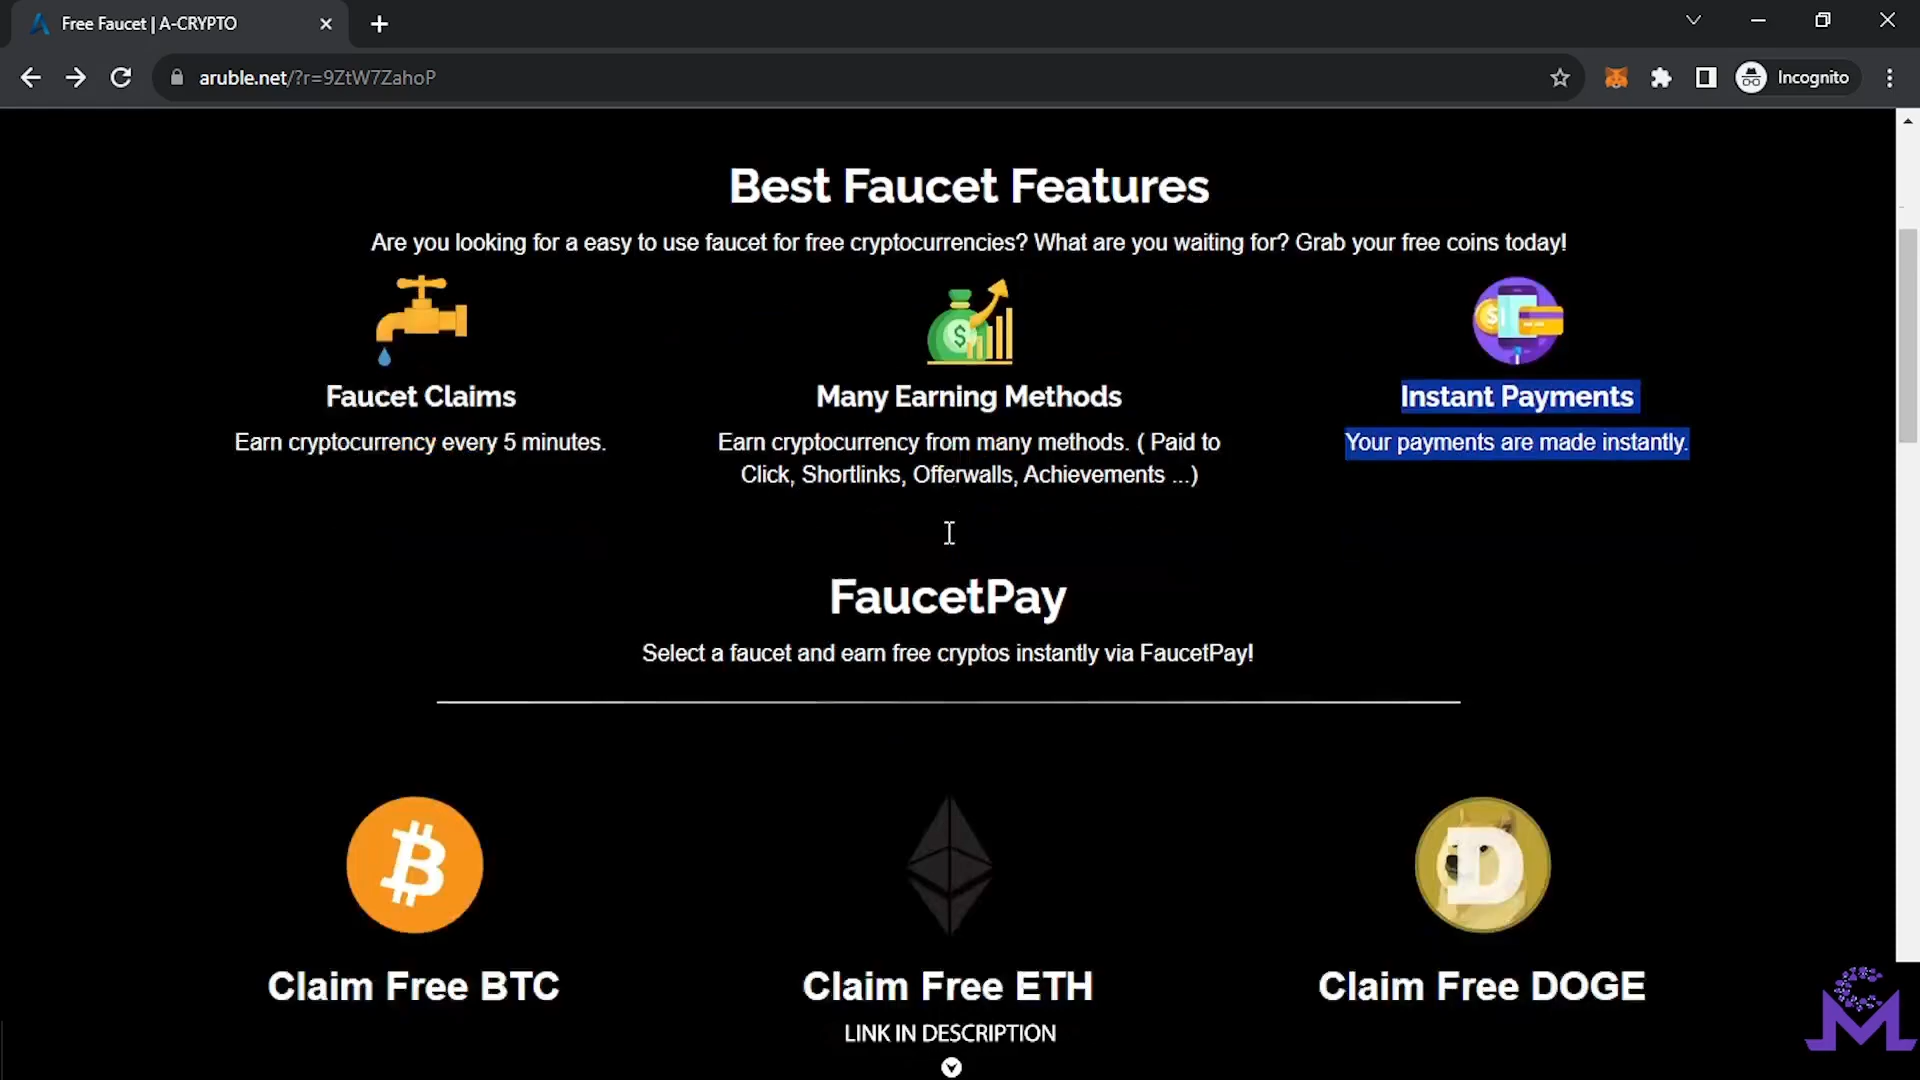 Free Faucet | A-CRYPTO
aruble.net/?r=9ZtW7ZahoP
Incognito
Best Faucet Features
Are you looking for a easy to use faucet for free cryptocurrencies? What are you waiting for? Grab your free coins today!
Faucet Claims
Earn cryptocurrency every 5 minutes.
Many Earning Methods
Earn cryptocurrency from many methods. ( Paid to
Click, Shortlinks, Offerwalls, Achievements ...)
Instant Payments
Your payments are made instantly.
FaucetPay
Select a faucet and earn free cryptos instantly via FaucetPay!
Claim Free BTC
Claim Free ETH
Claim Free DOGE
LINK IN DESCRIPTION